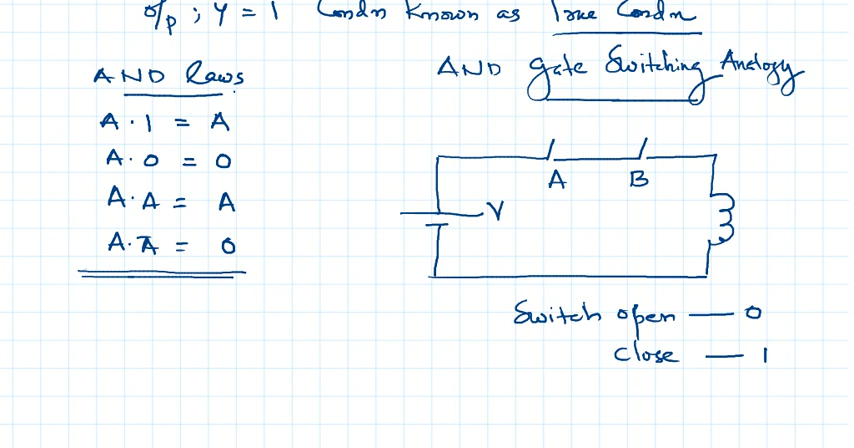 o/p ; Y = 1 Condn Known as True Condn
AND Laws
A · 1 = A
A · 0 = 0
A · A = A
A · Ā = 0
AND gate Switching Analogy
A B
V
Switch open — 0
close — 1